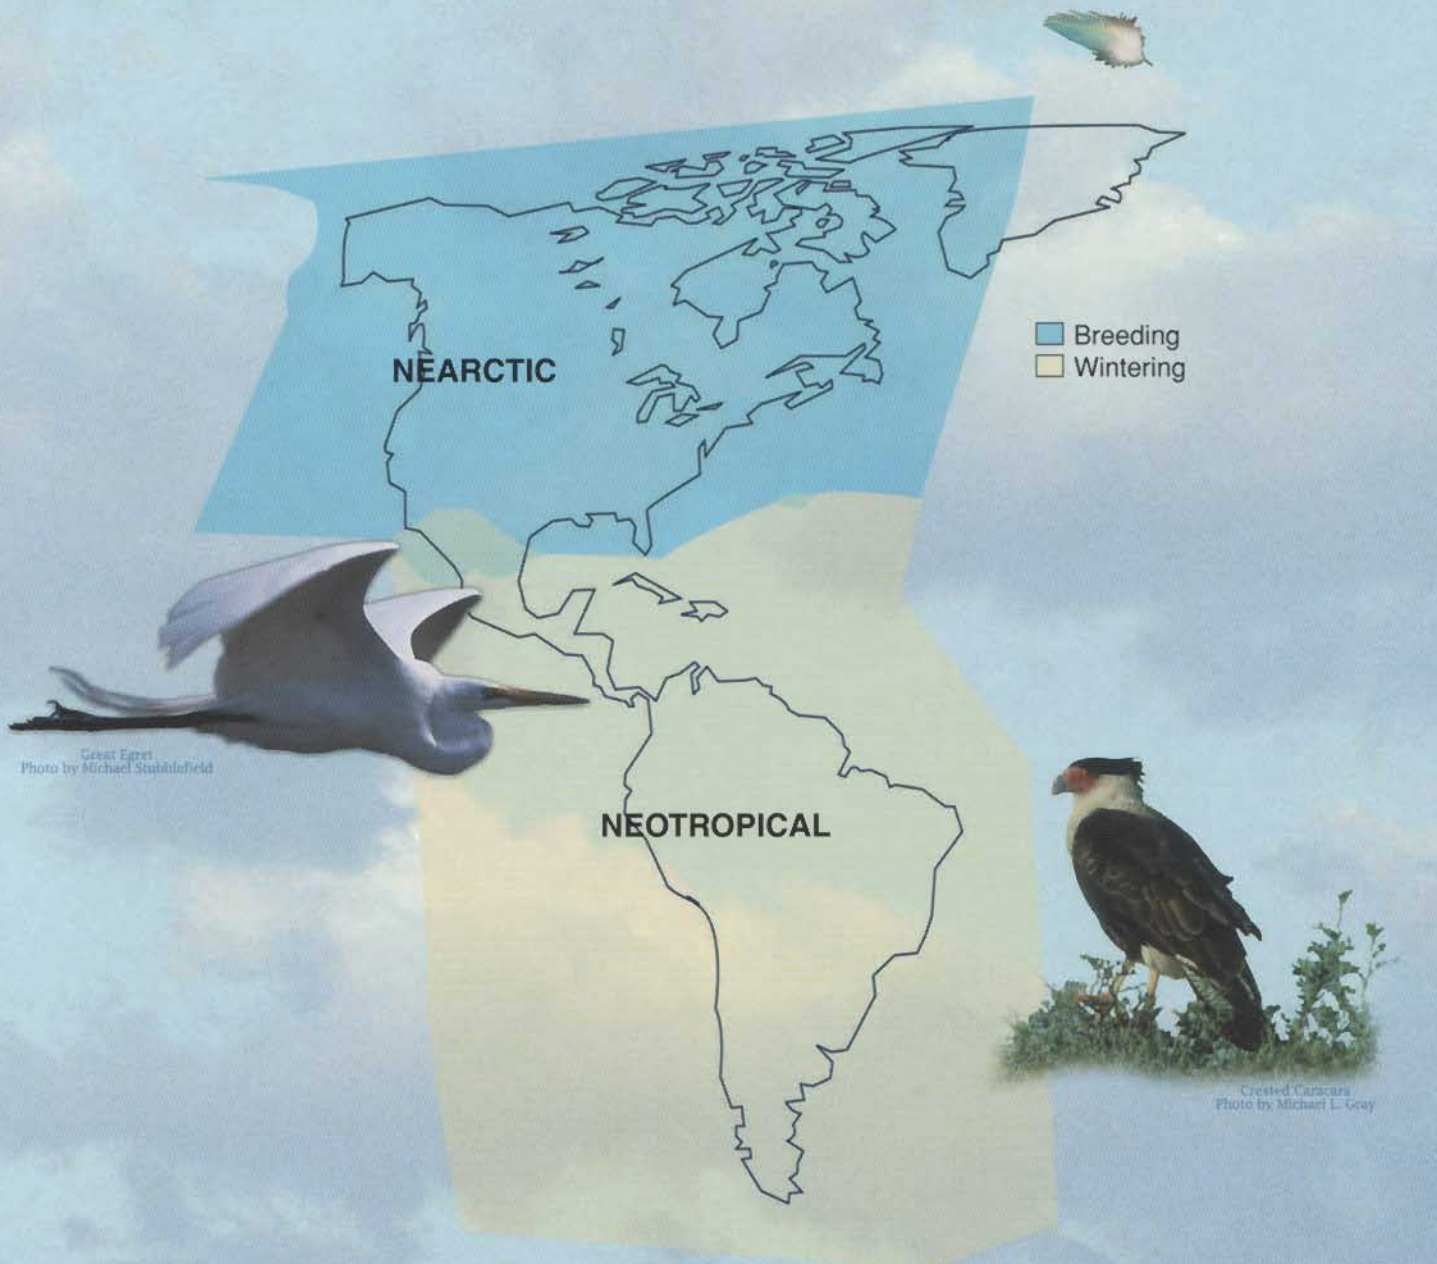 NEARCTIC
Breeding
Wintering
Great Egret
Photo by Michael Stubblefield
NEOTROPICAL
Crested Caracara
Photo by Michael L. Gray